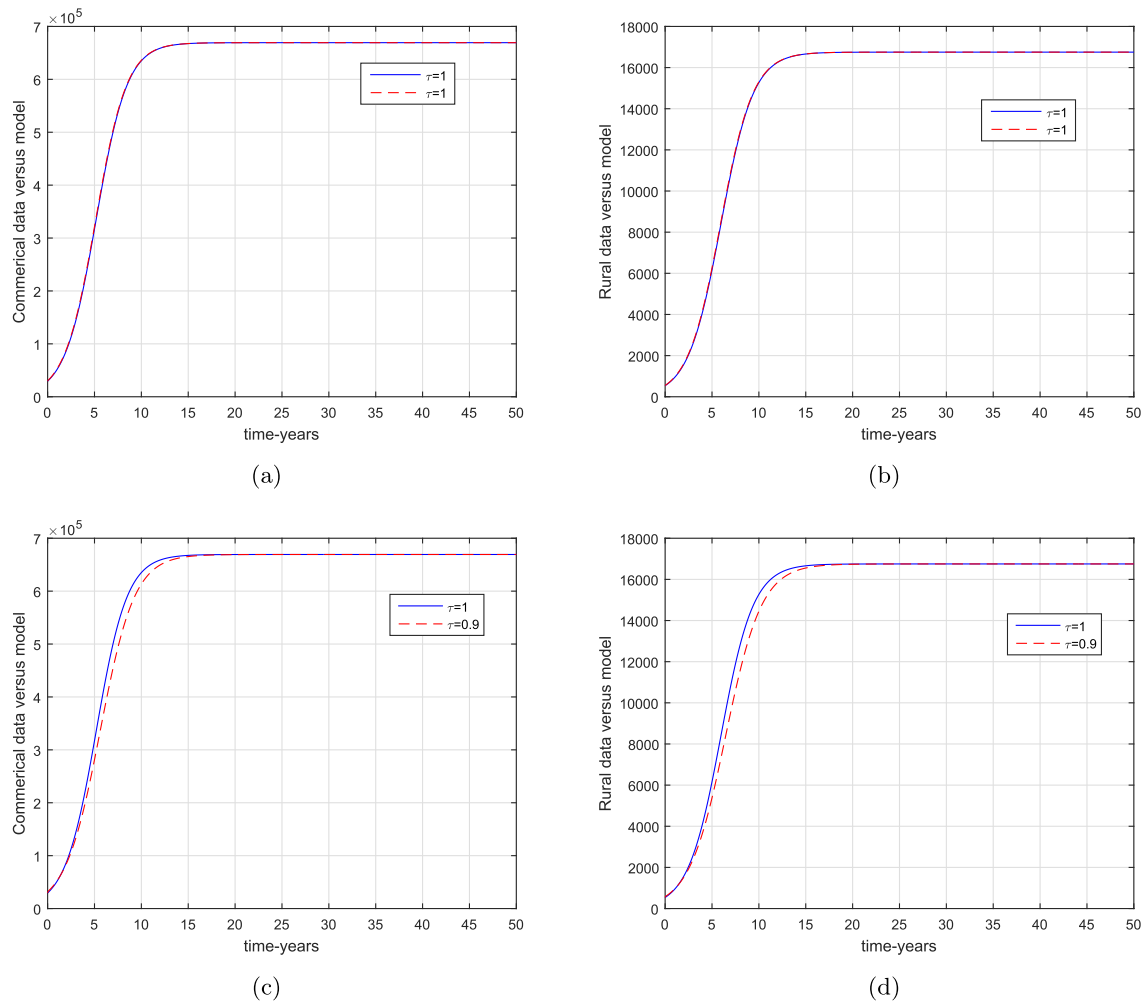 ×10^5
7
6
5
4
3
2
1
0
Commerical data versus model
τ=1
τ=1
0 5 10 15 20 25 30 35 40 45 50
time-years
(a)
18000
16000
14000
12000
10000
8000
6000
4000
2000
0
Rural data versus model
τ=1
τ=1
0 5 10 15 20 25 30 35 40 45 50
time-years
(b)
×10^5
7
6
5
4
3
2
1
0
Commerical data versus model
τ=1
τ=0.9
0 5 10 15 20 25 30 35 40 45 50
time-years
(c)
18000
16000
14000
12000
10000
8000
6000
4000
2000
0
Rural data versus model
τ=1
τ=0.9
0 5 10 15 20 25 30 35 40 45 50
time-years
(d)